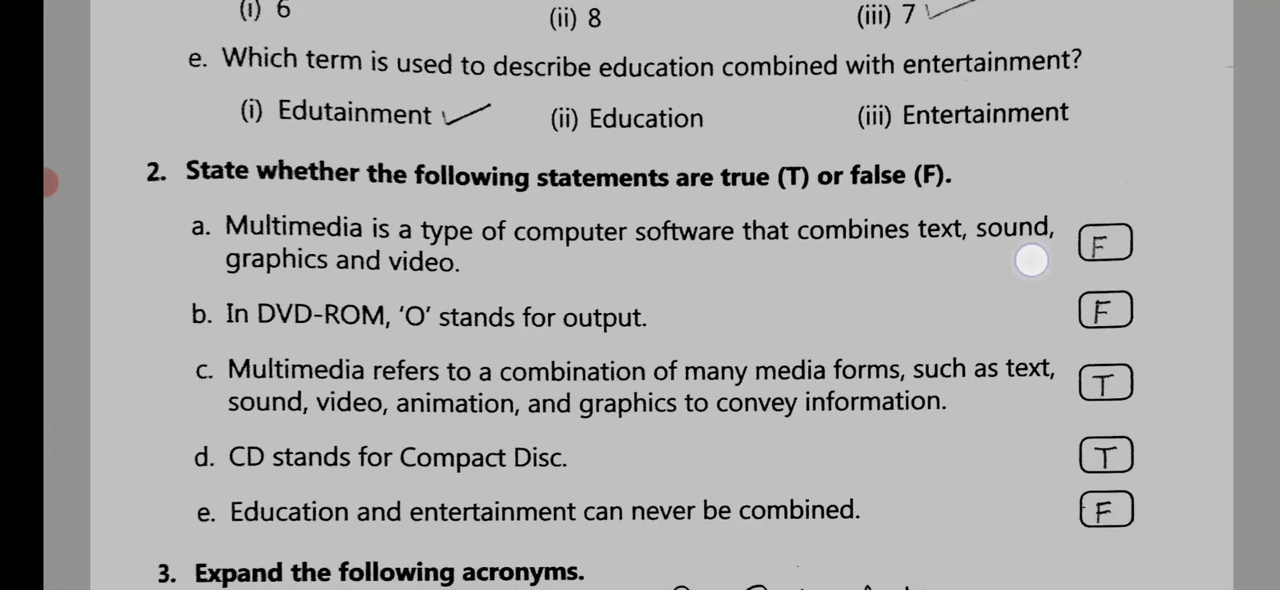 (i) 6 (ii) 8 (iii) 7
e. Which term is used to describe education combined with entertainment?
(i) Edutainment (ii) Education (iii) Entertainment
2. State whether the following statements are true (T) or false (F).
a. Multimedia is a type of computer software that combines text, sound, F
graphics and video.
b. In DVD-ROM, ‘O’ stands for output. F
c. Multimedia refers to a combination of many media forms, such as text, T
sound, video, animation, and graphics to convey information.
d. CD stands for Compact Disc. T
e. Education and entertainment can never be combined. F
3. Expand the following acronyms.